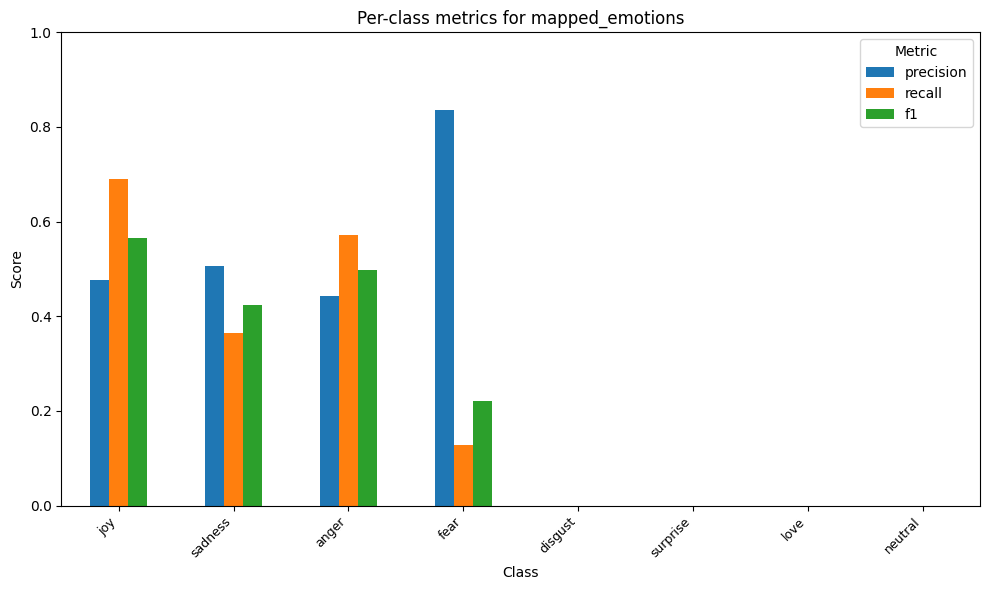 Per-class metrics for mapped_emotions
1.0
0.8
0.6
0.4
0.2
0.0
Score
Metric
precision
recall
f1
joy
sadness
anger
fear
disgust
surprise
love
neutral
Class